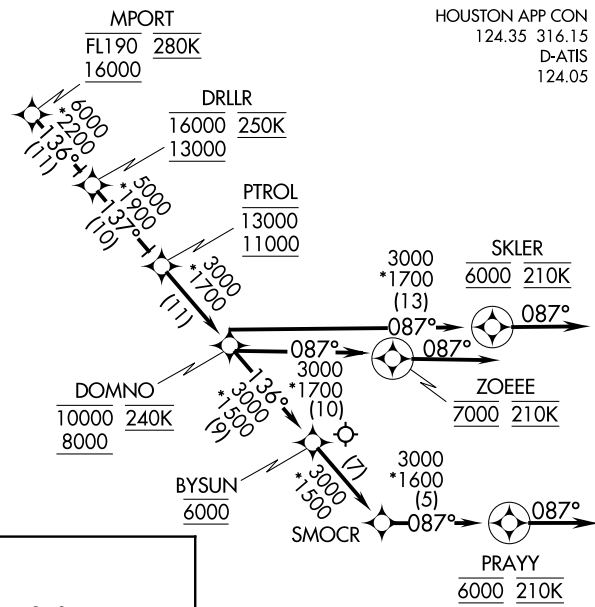 MPORT
FL190 280K
16000
HOUSTON APP CON
124.35 316.15
D-ATIS
124.05
6000
*2200
136°
(11)
DRLLR
16000 250K
13000
5000
*1900
137°
(10)
PTROL
13000
11000
3000
*1700
(11)
3000
*1700
(13)
087°
SKLER
6000 210K
087°
DOMNO
10000 240K
8000
087°
3000
*1700
(10)
087°
ZOEEE
7000 210K
136°
3000
*1500
(9)
BYSUN
6000
(7)
3000
*1500
SMOCR
3000
*1600
(5)
087°
087°
PRAYY
6000 210K